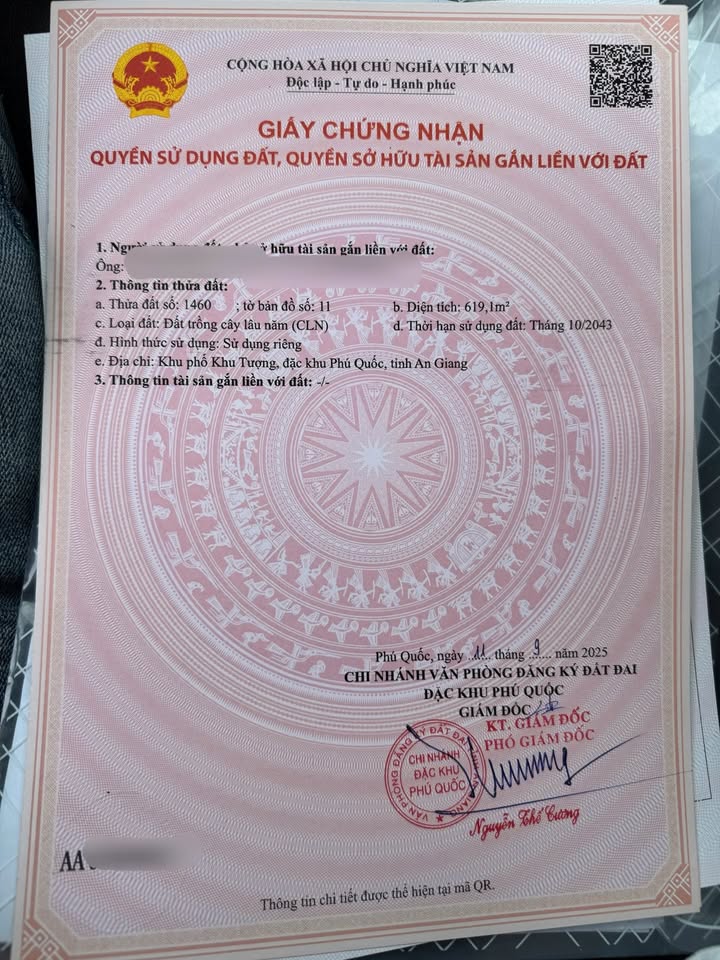 CỘNG HÒA XÃ HỘI CHỦ NGHĨA VIỆT NAM
Độc lập - Tự do - Hạnh phúc
GIẤY CHỨNG NHẬN
QUYỀN SỬ DỤNG ĐẤT, QUYỀN SỞ HỮU TÀI SẢN GẮN LIỀN VỚI ĐẤT
1. Người hữu tài sản gắn liền với đất:
Ông:
2. Thông tin thửa đất:
a. Thửa đất số: 1460 ; tờ bản đồ số: 11 b. Diện tích: 619,1m²
c. Loại đất: Đất trồng cây lâu năm (CLN) d. Thời hạn sử dụng đất: Tháng 10/2043
đ. Hình thức sử dụng: Sử dụng riêng
e. Địa chỉ: Khu phố Khu Tượng, đặc khu Phú Quốc, tỉnh An Giang
3. Thông tin tài sản gắn liền với đất: -/-
Phú Quốc, ngày 11 tháng 9 năm 2025
CHI NHÁNH VĂN PHÒNG ĐĂNG KÝ ĐẤT ĐAI
ĐẶC KHU PHÚ QUỐC
GIÁM ĐỐC
KT. GIÁM ĐỐC
PHÓ GIÁM ĐỐC
VĂN PHÒNG ĐĂNG KÝ ĐẤT ĐAI
CHI NHÁNH
ĐẶC KHU
PHÚ QUỐC
Nguyễn Thế Cương
AA
Thông tin chi tiết được thể hiện tại mã QR.